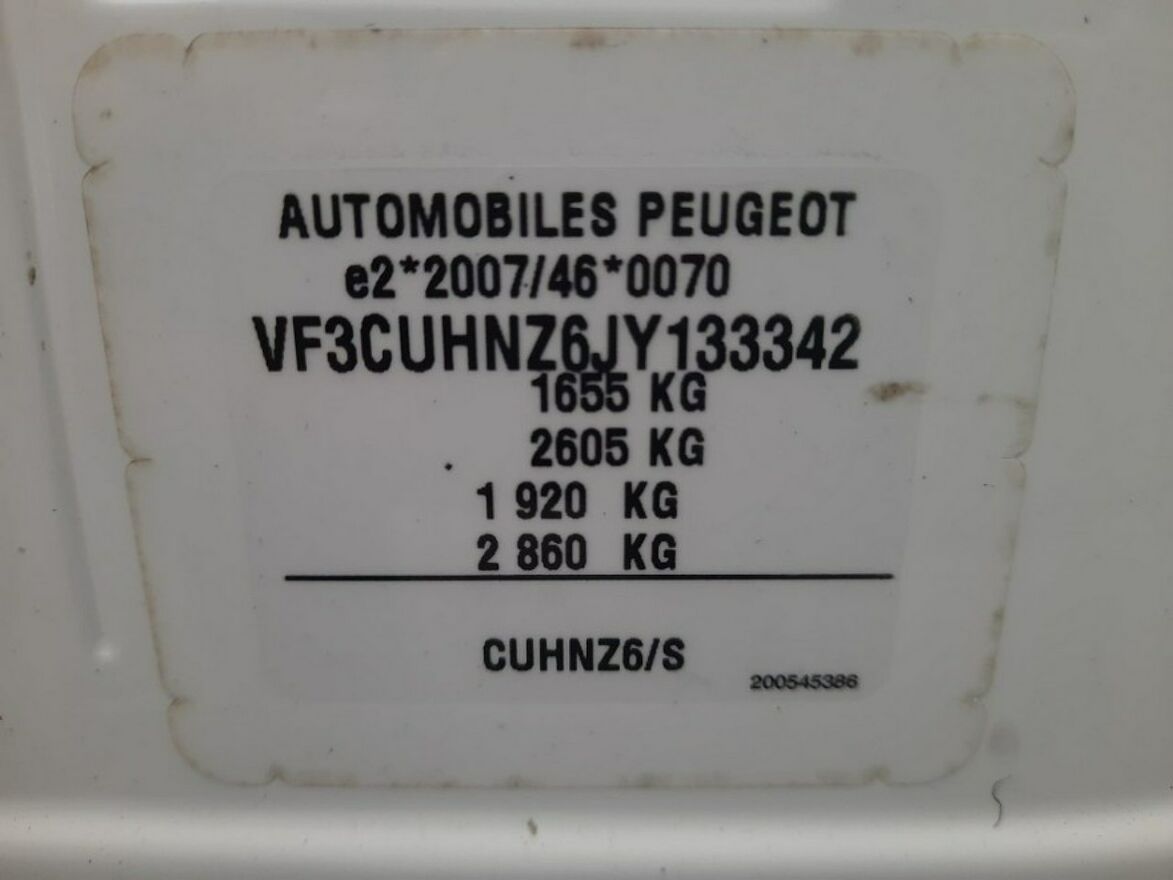 AUTOMOBILES PEUGEOT
e2*2007/46*0070
VF3CUHNZ6JY133342
1655 KG
2605 KG
1 920 KG
2 860 KG
CUHNZ6/S
200545386